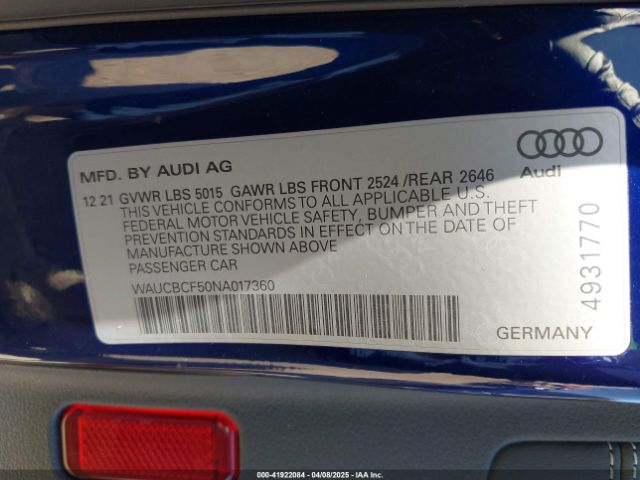 MFD. BY AUDI AG
12 21 GVWR LBS 5015 GAWR LBS FRONT 2524 /REAR 2646
THIS VEHICLE CONFORMS TO ALL APPLICABLE U.S.
FEDERAL MOTOR VEHICLE SAFETY, BUMPER AND THEFT
PREVENTION STANDARDS IN EFFECT ON THE DATE OF
MANUFACTURE SHOWN ABOVE
PASSENGER CAR
WAUCBCF50NA017360
Audi
4931770
GERMANY
000-41922084 - 04/08/2025 - IAAI.CA